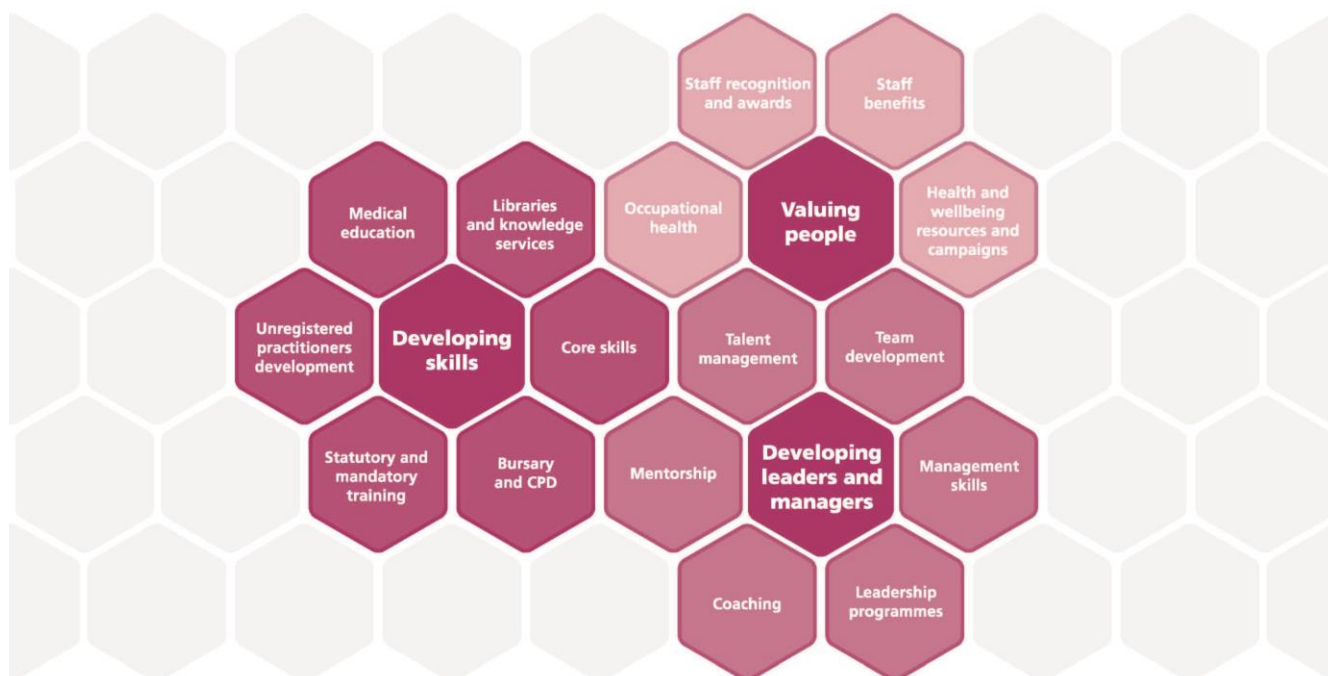 Staff recognition
and awards
Staff
benefits
Medical
education
Libraries
and knowledge
services
Occupational
health
Valuing
people
Health and
wellbeing
resources and
campaigns
Unregistered
practitioners
development
Developing
skills
Core skills
Talent
management
Team
development
Statutory and
mandatory
training
Bursary
and CPD
Mentorship
Developing
leaders and
managers
Management
skills
Coaching
Leadership
programmes